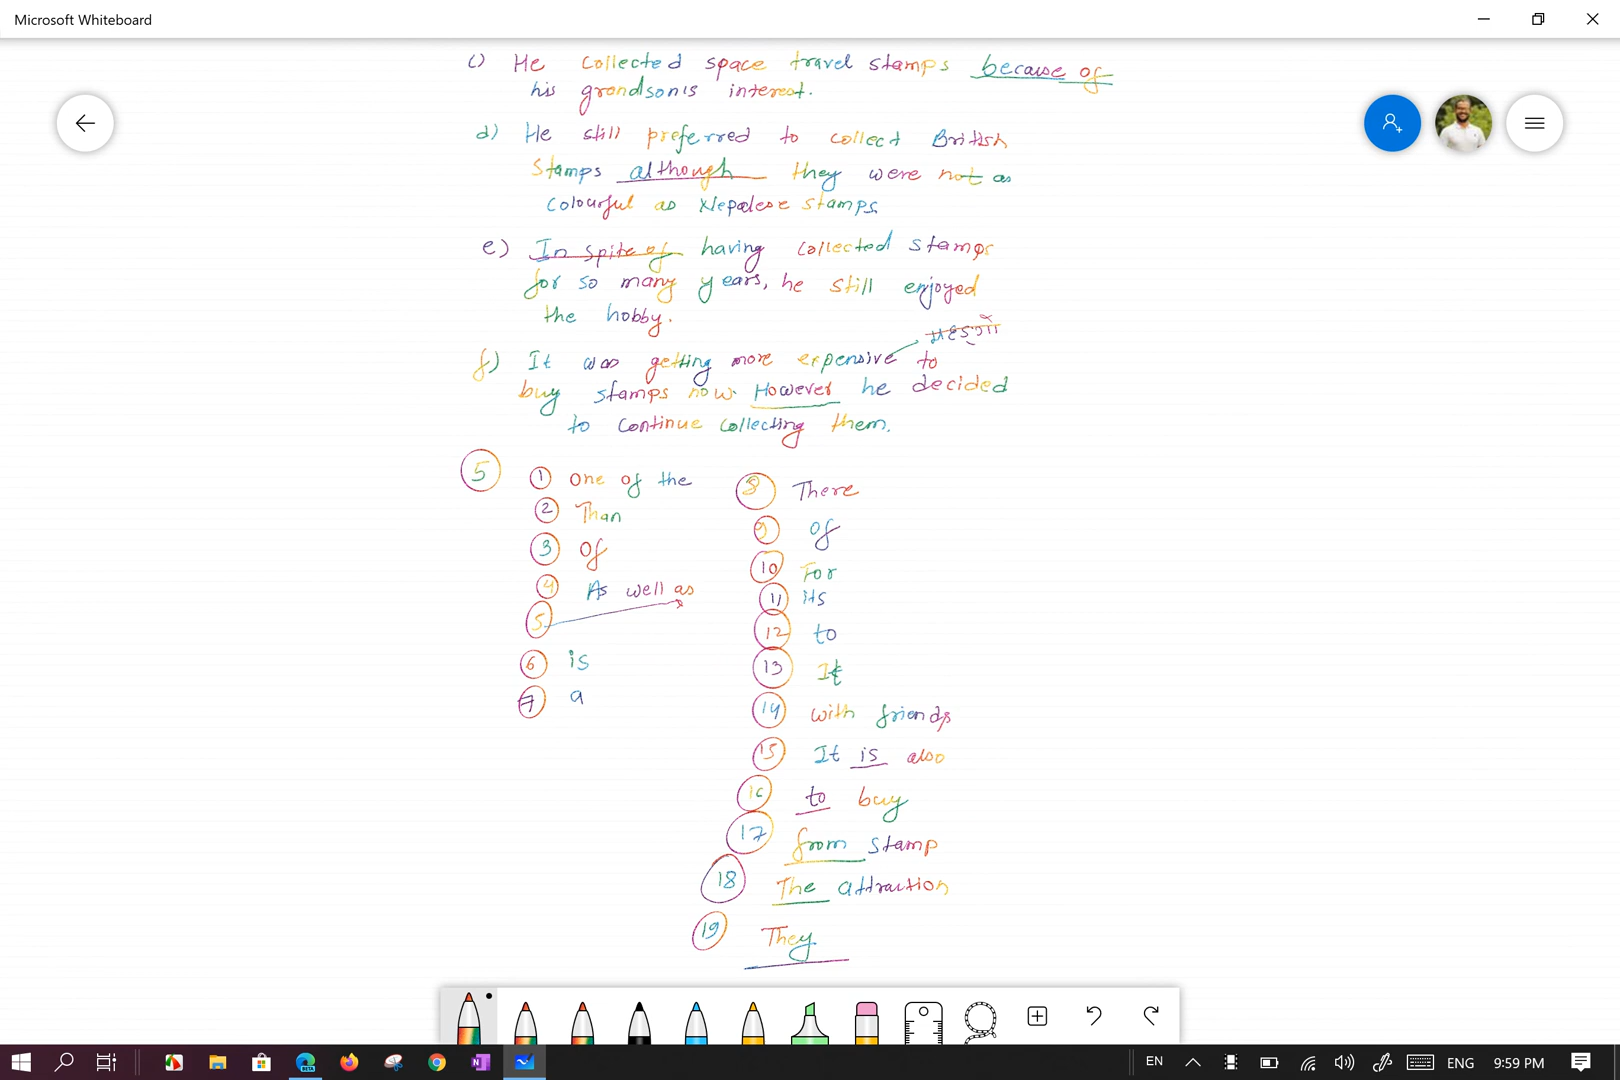 Microsoft Whiteboard
c) He collected space travel stamps because of
his grandson's interest.
d) He still preferred to collect British
stamps although they were not as
colourful as Nepalese stamps
e) In spite of having collected stamps
for so many years, he still enjoyed
the hobby.
f) It was getting more expensive to
buy stamps now. However he decided
to continue collecting them.
5
1 One of the
2 Than
3 Of
4 As well as
5
6 is
7 a
8 There
9 of
10 For
11 its
12 to
13 It
14 with friends
15 It is also
16 to buy
17 from stamp
18 The attraction
19 They
EN
ENG
9:59 PM